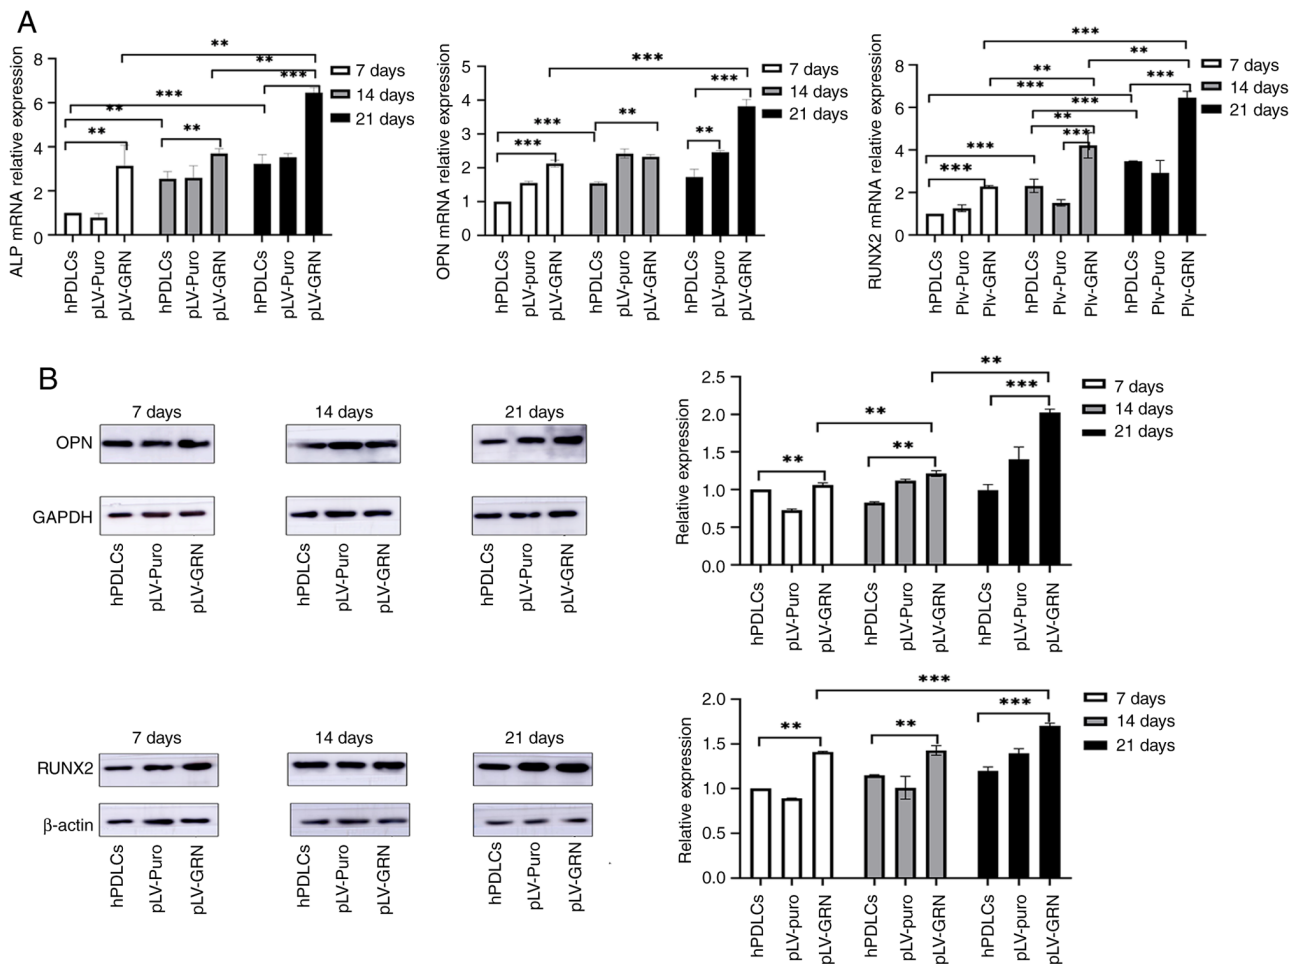 A
ALP mRNA relative expression
8
6
4
2
0
**
**
***
**
**
**
**
***
hPDLCs
pLV-Puro
pLV-GRN
hPDLCs
pLV-Puro
pLV-GRN
hPDLCs
pLV-Puro
pLV-GRN
7 days
14 days
21 days
OPN mRNA relative expression
5
4
3
2
1
0
***
***
**
***
**
***
hPDLCs
pLV-puro
pLV-GRN
hPDLCs
pLV-puro
pLV-GRN
hPDLCs
pLV-puro
pLV-GRN
7 days
14 days
21 days
RUNX2 mRNA relative expression
8
6
4
2
0
***
**
**
***
***
***
**
***
***
***
hPDLCs
Plv-Puro
Plv-GRN
hPDLCs
Plv-Puro
Plv-GRN
hPDLCs
Plv-Puro
Plv-GRN
7 days
14 days
21 days
B
7 days
14 days
21 days
OPN
GAPDH
hPDLCs
pLV-Puro
pLV-GRN
hPDLCs
pLV-Puro
pLV-GRN
hPDLCs
pLV-Puro
pLV-GRN
Relative expression
2.5
2.0
1.5
1.0
0.5
0.0
**
**
**
**
***
hPDLCs
pLV-Puro
pLV-GRN
hPDLCs
pLV-Puro
pLV-GRN
hPDLCs
pLV-Puro
pLV-GRN
7 days
14 days
21 days
7 days
14 days
21 days
RUNX2
β-actin
hPDLCs
pLV-Puro
pLV-GRN
hPDLCs
pLV-Puro
pLV-GRN
hPDLCs
pLV-Puro
pLV-GRN
Relative expression
2.0
1.5
1.0
0.5
0.0
**
**
***
***
hPDLCs
pLV-puro
pLV-GRN
hPDLCs
pLV-puro
pLV-GRN
hPDLCs
pLV-Puro
pLV-GRN
7 days
14 days
21 days